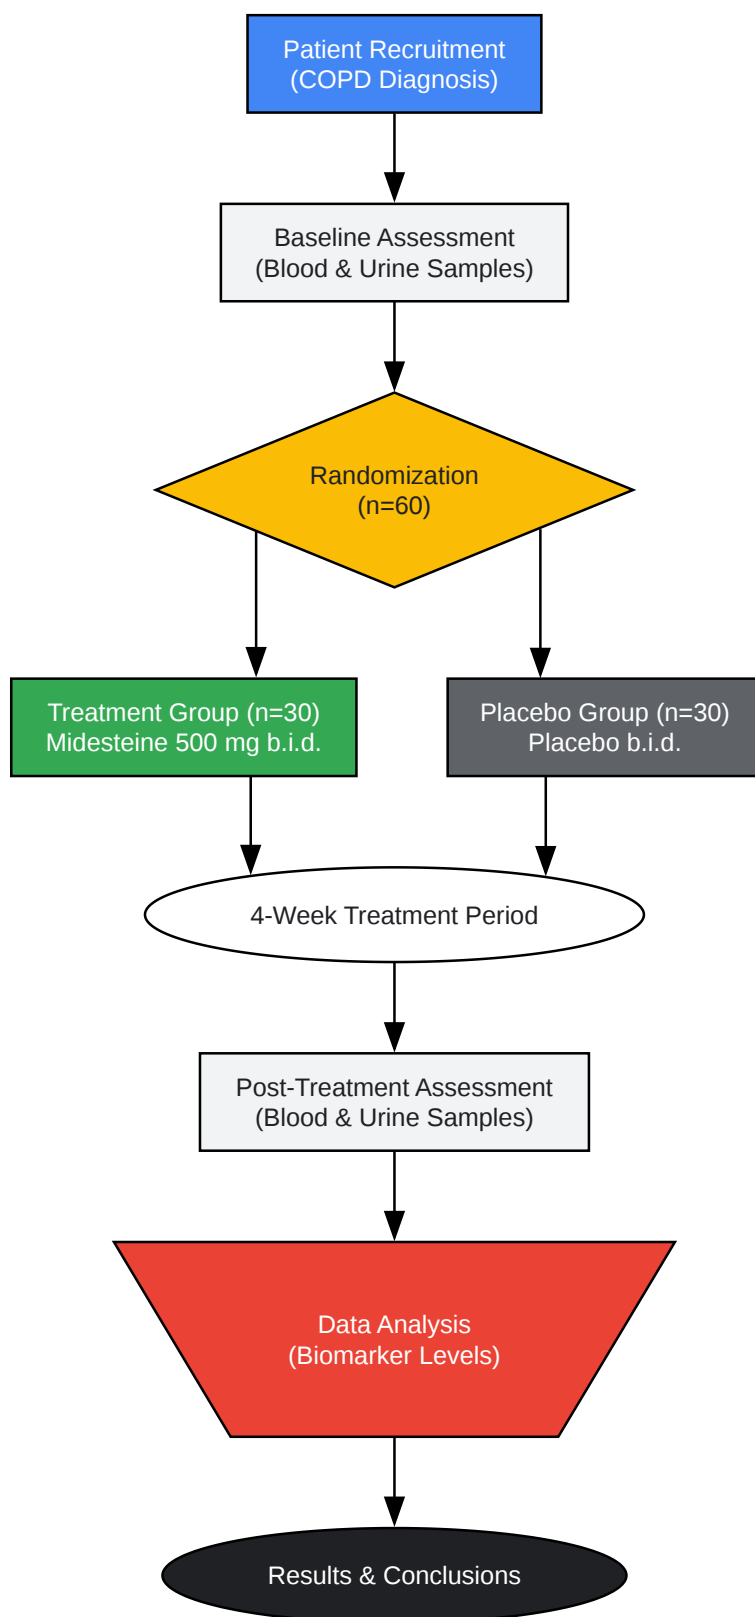 Patient Recruitment
(COPD Diagnosis)
Baseline Assessment
(Blood & Urine Samples)
Randomization
(n=60)
Treatment Group (n=30)
Midesteine 500 mg b.i.d.
Placebo Group (n=30)
Placebo b.i.d.
4-Week Treatment Period
Post-Treatment Assessment
(Blood & Urine Samples)
Data Analysis
(Biomarker Levels)
Results & Conclusions